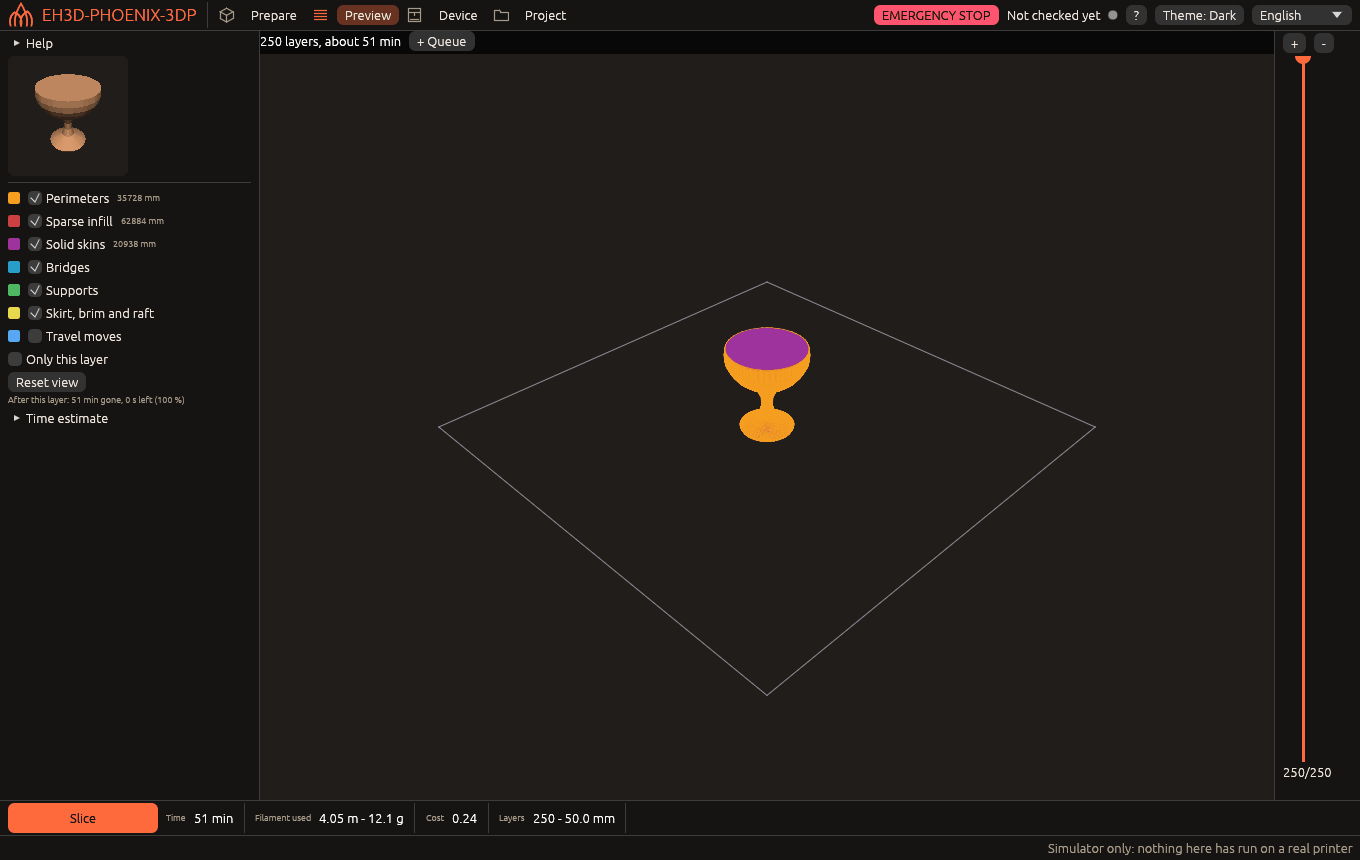 EH3D-PHOENIX-3DP Prepare Preview Device Project EMERGENCY STOP Not checked yet ? Theme: Dark English
Help
250 layers, about 51 min + Queue
+ -
Perimeters 35728 mm
Sparse infill 62884 mm
Solid skins 20938 mm
Bridges
Supports
Skirt, brim and raft
Travel moves
Only this layer
Reset view
After this layer: 51 min gone, 0 s left (100 %)
Time estimate
250/250
Slice Time 51 min Filament used 4.05 m - 12.1 g Cost 0.24 Layers 250 - 50.0 mm
Simulator only: nothing here has run on a real printer